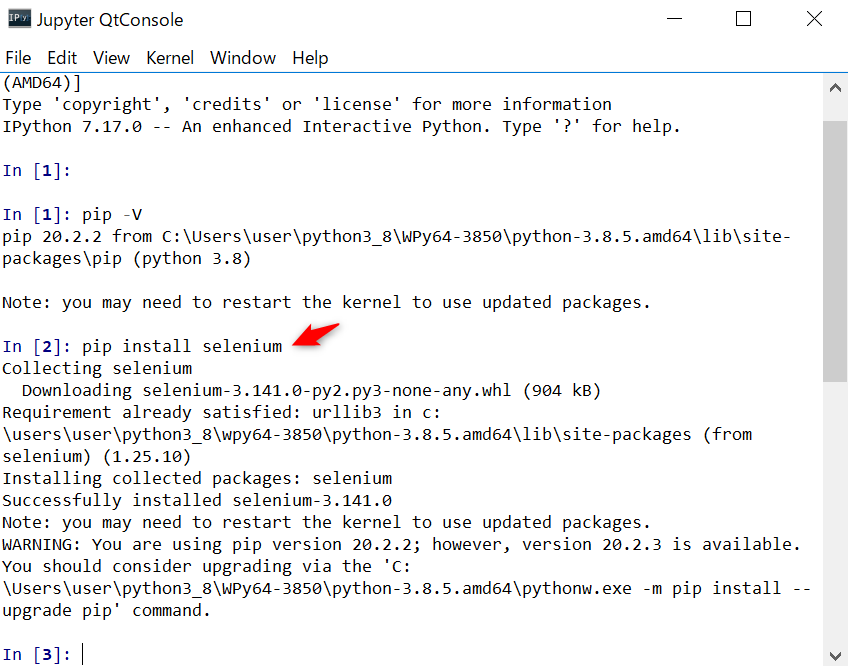 IPy Jupyter QtConsole
File Edit View Kernel Window Help
(AMD64)]
Type 'copyright', 'credits' or 'license' for more information
IPython 7.17.0 -- An enhanced Interactive Python. Type '?' for help.
In [1]:
In [1]: pip -V
pip 20.2.2 from C:\Users\user\python3_8\WPy64-3850\python-3.8.5.amd64\lib\site-
packages\pip (python 3.8)
Note: you may need to restart the kernel to use updated packages.
In [2]: pip install selenium
Collecting selenium
  Downloading selenium-3.141.0-py2.py3-none-any.whl (904 kB)
Requirement already satisfied: urllib3 in c:
\users\user\python3_8\wpy64-3850\python-3.8.5.amd64\lib\site-packages (from
selenium) (1.25.10)
Installing collected packages: selenium
Successfully installed selenium-3.141.0
Note: you may need to restart the kernel to use updated packages.
WARNING: You are using pip version 20.2.2; however, version 20.2.3 is available.
You should consider upgrading via the 'C:
\Users\user\python3_8\WPy64-3850\python-3.8.5.amd64\pythonw.exe -m pip install --
upgrade pip' command.
In [3]: